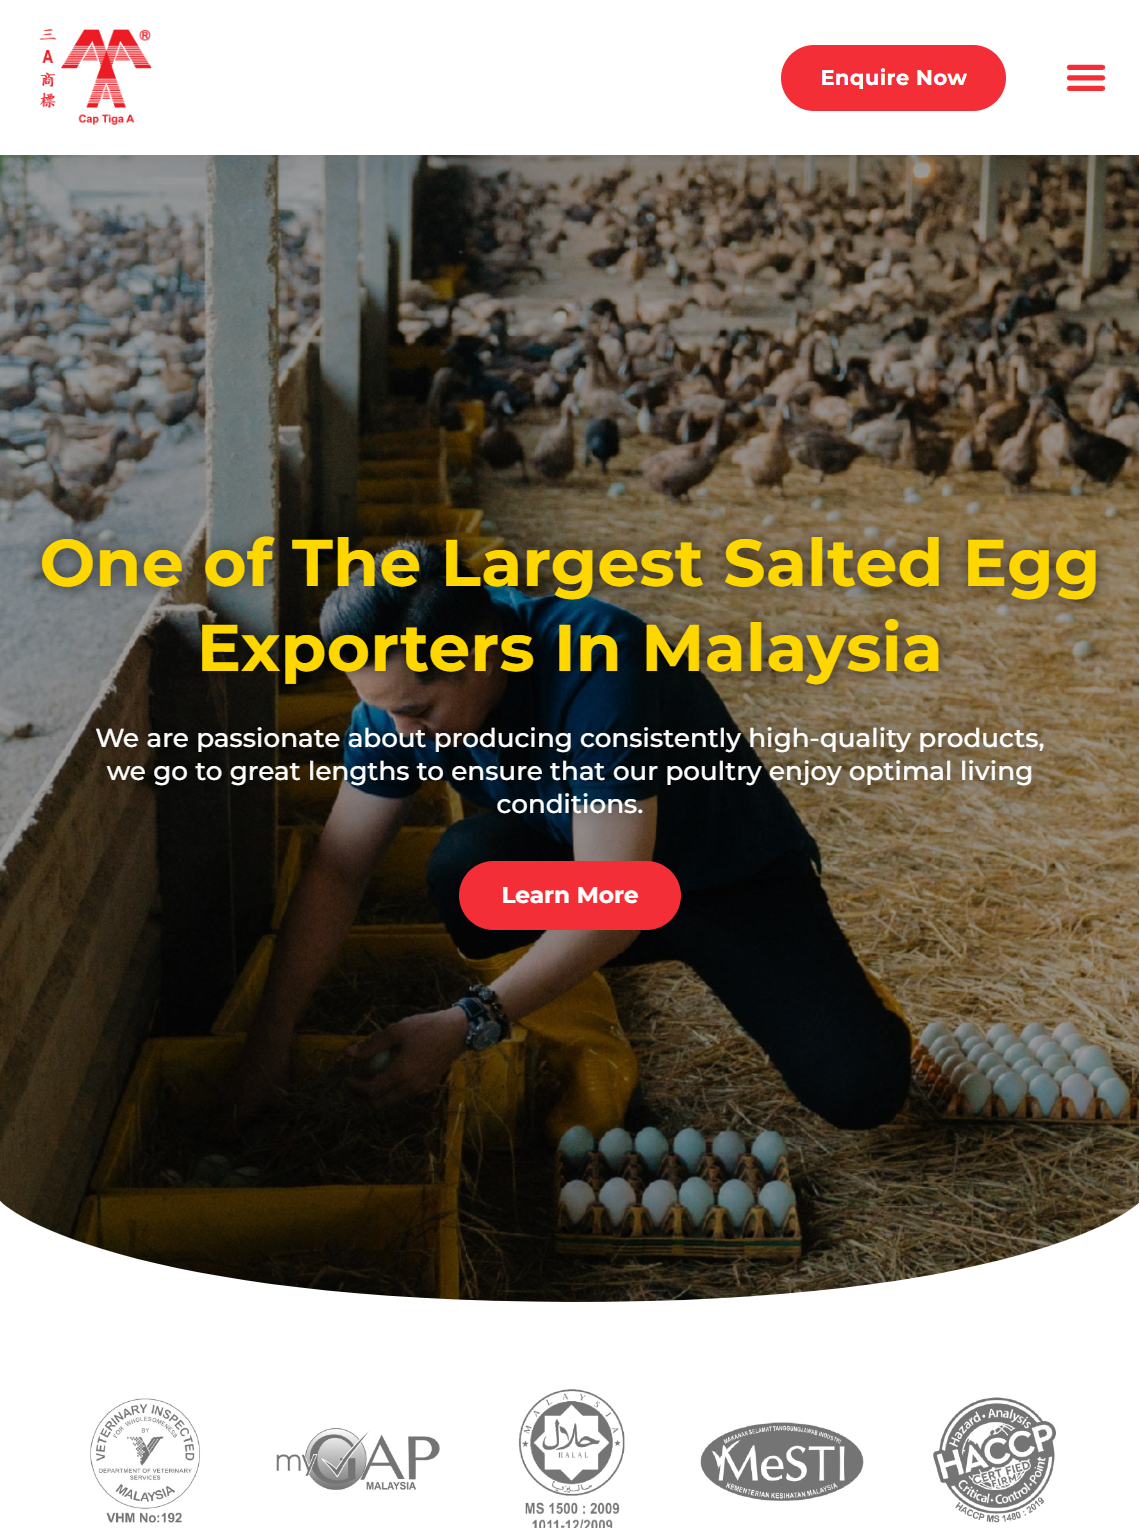 三
A
商
標
®
Cap Tiga A
Enquire Now
One of The Largest Salted Egg
Exporters In Malaysia
We are passionate about producing consistently high-quality products,
we go to great lengths to ensure that our poultry enjoy optimal living
conditions.
Learn More
VETERINARY INSPECTED
FOR WHOLESOMENESS
BY
DEPARTMENT OF VETERINARY
SERVICES
MALAYSIA
VHM No:192
myGAP
MALAYSIA
MALAYSIA
حلال
HALAL
ماليزيا
MS 1500 : 2009
1011-12/2009
MAKANAN SELAMAT TANGGUNGJAWAB INDUSTRI
MeSTI
KEMENTERIAN KESIHATAN MALAYSIA
Hazard • Analysis
HACCP
CERTIFIED
FIRM
Critical • Control • Point
HACCP MS 1480 : 2019